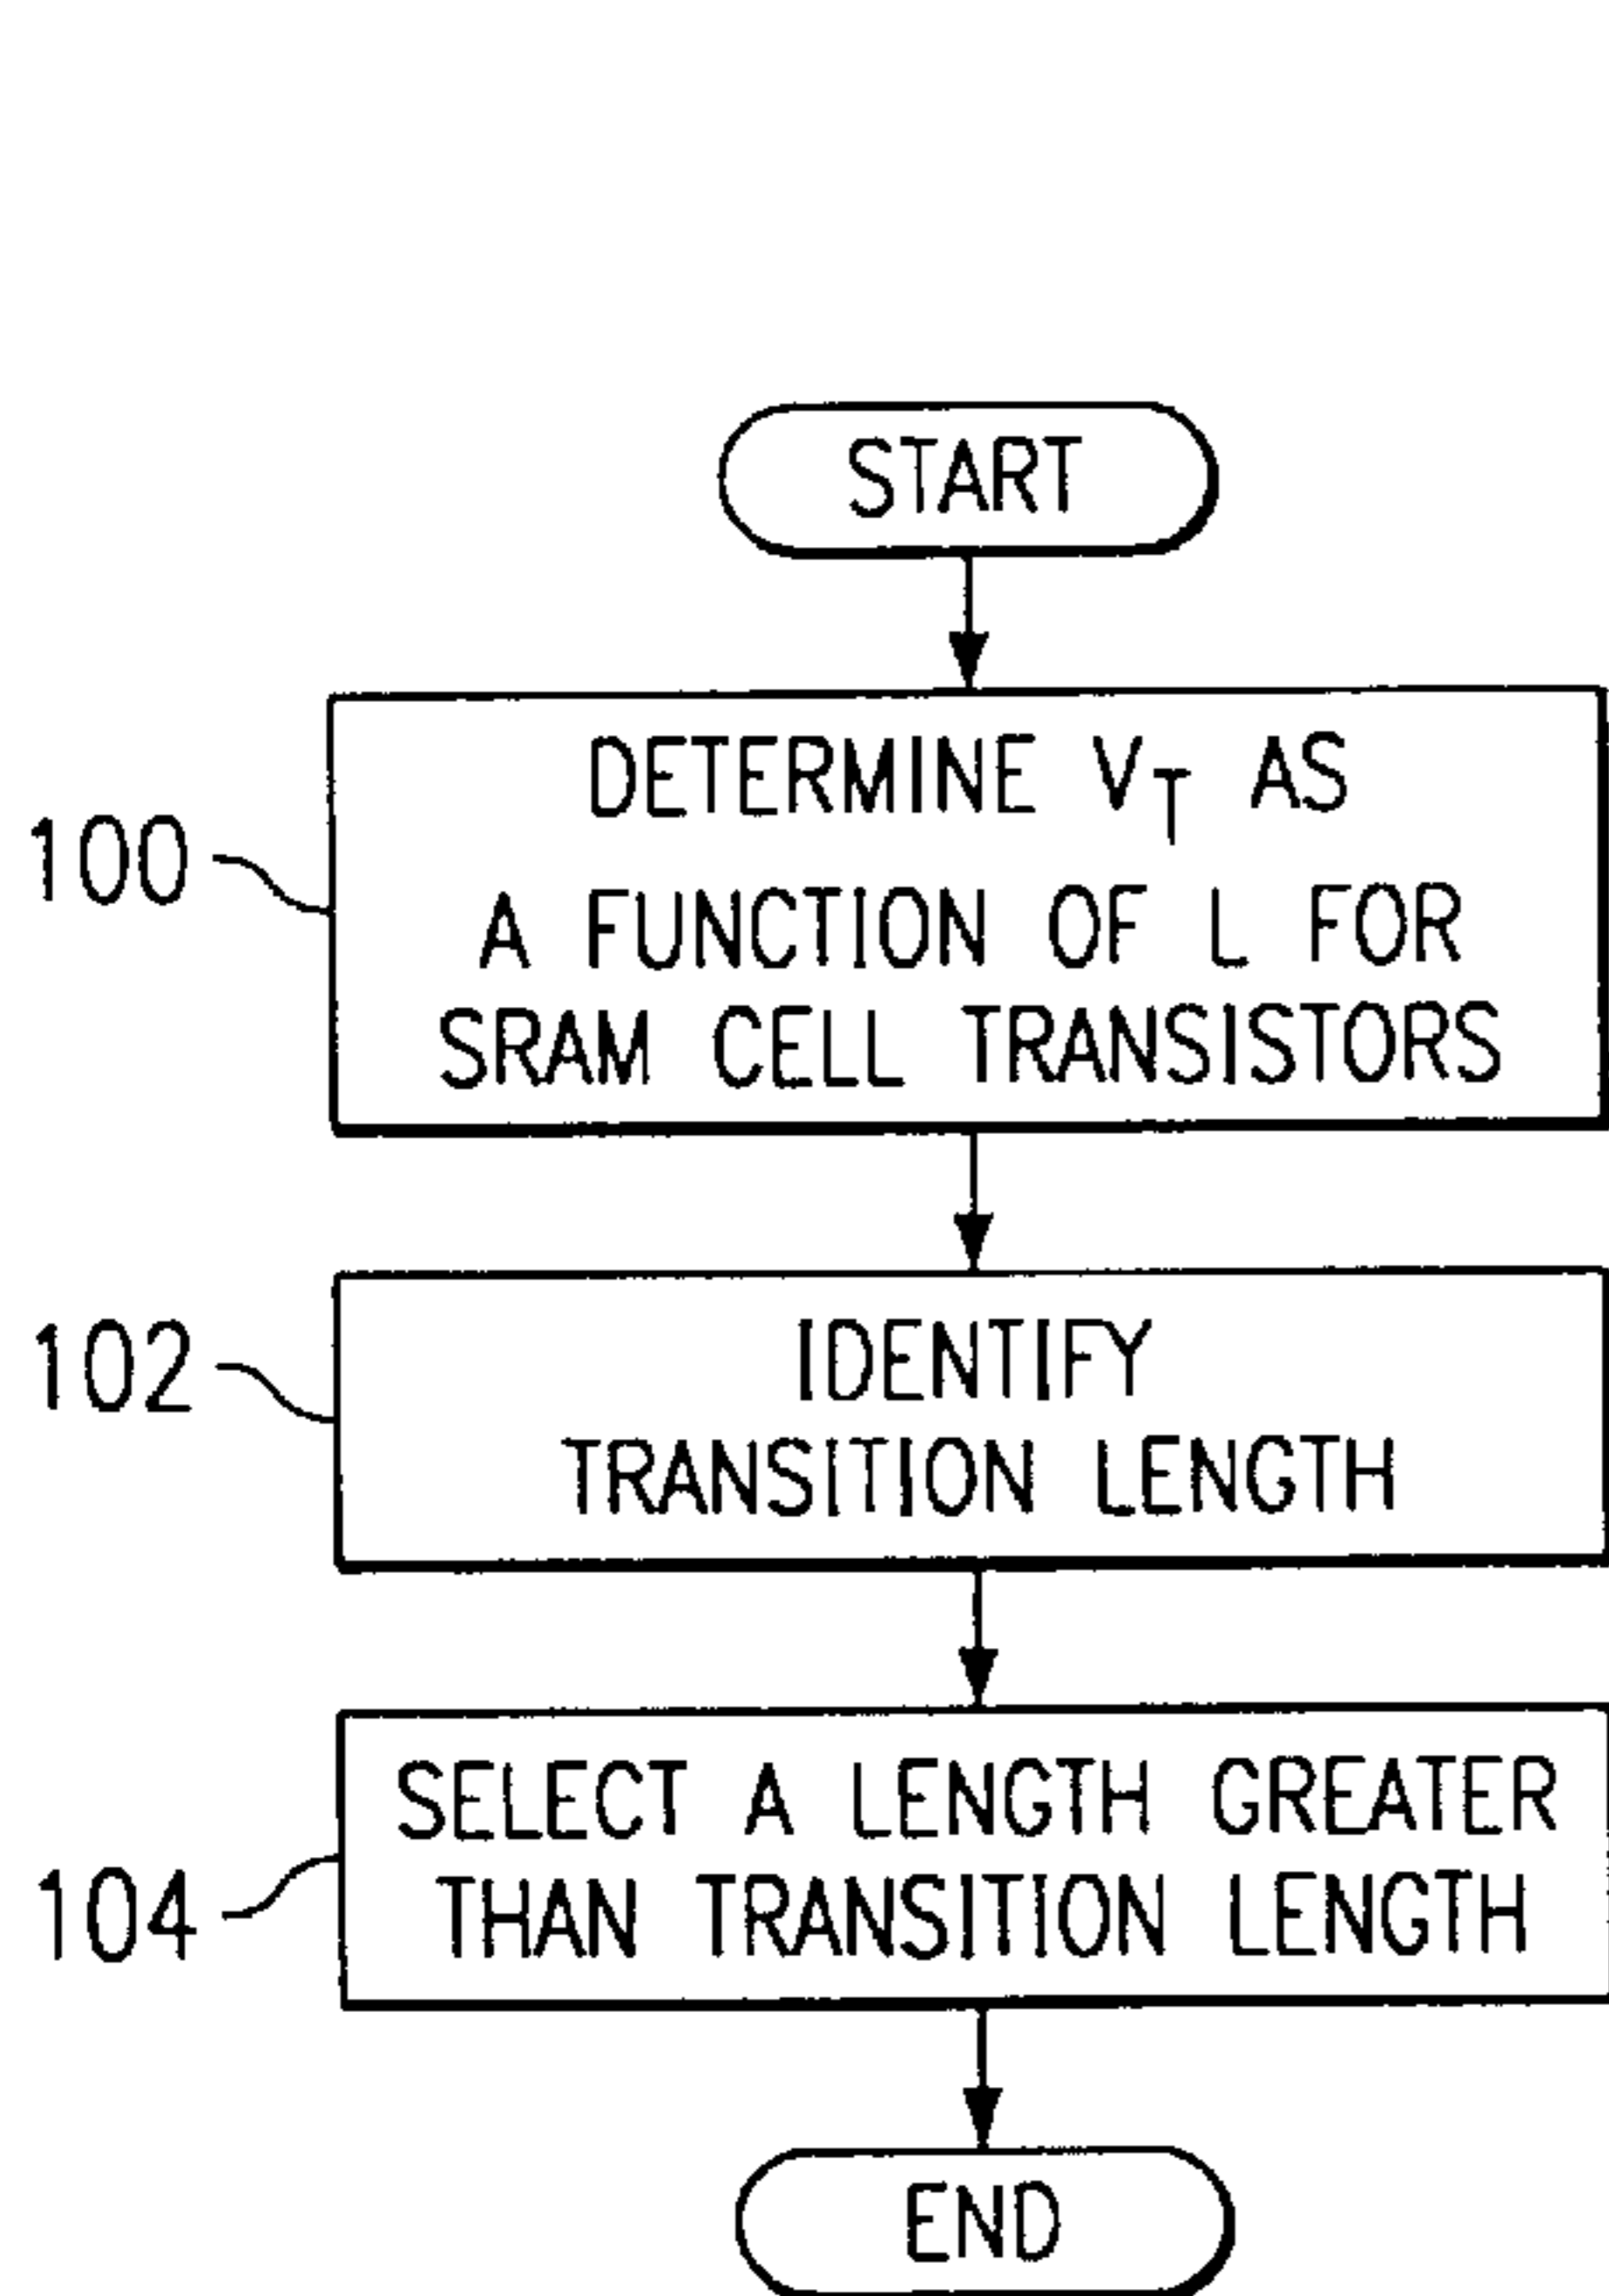 START
DETERMINE V_T AS
100
A FUNCTION OF L FOR
SRAM CELL TRANSISTORS
102
IDENTIFY
TRANSITION LENGTH
SELECT A LENGTH GREATER
104
THAN TRANSITION LENGTH
END